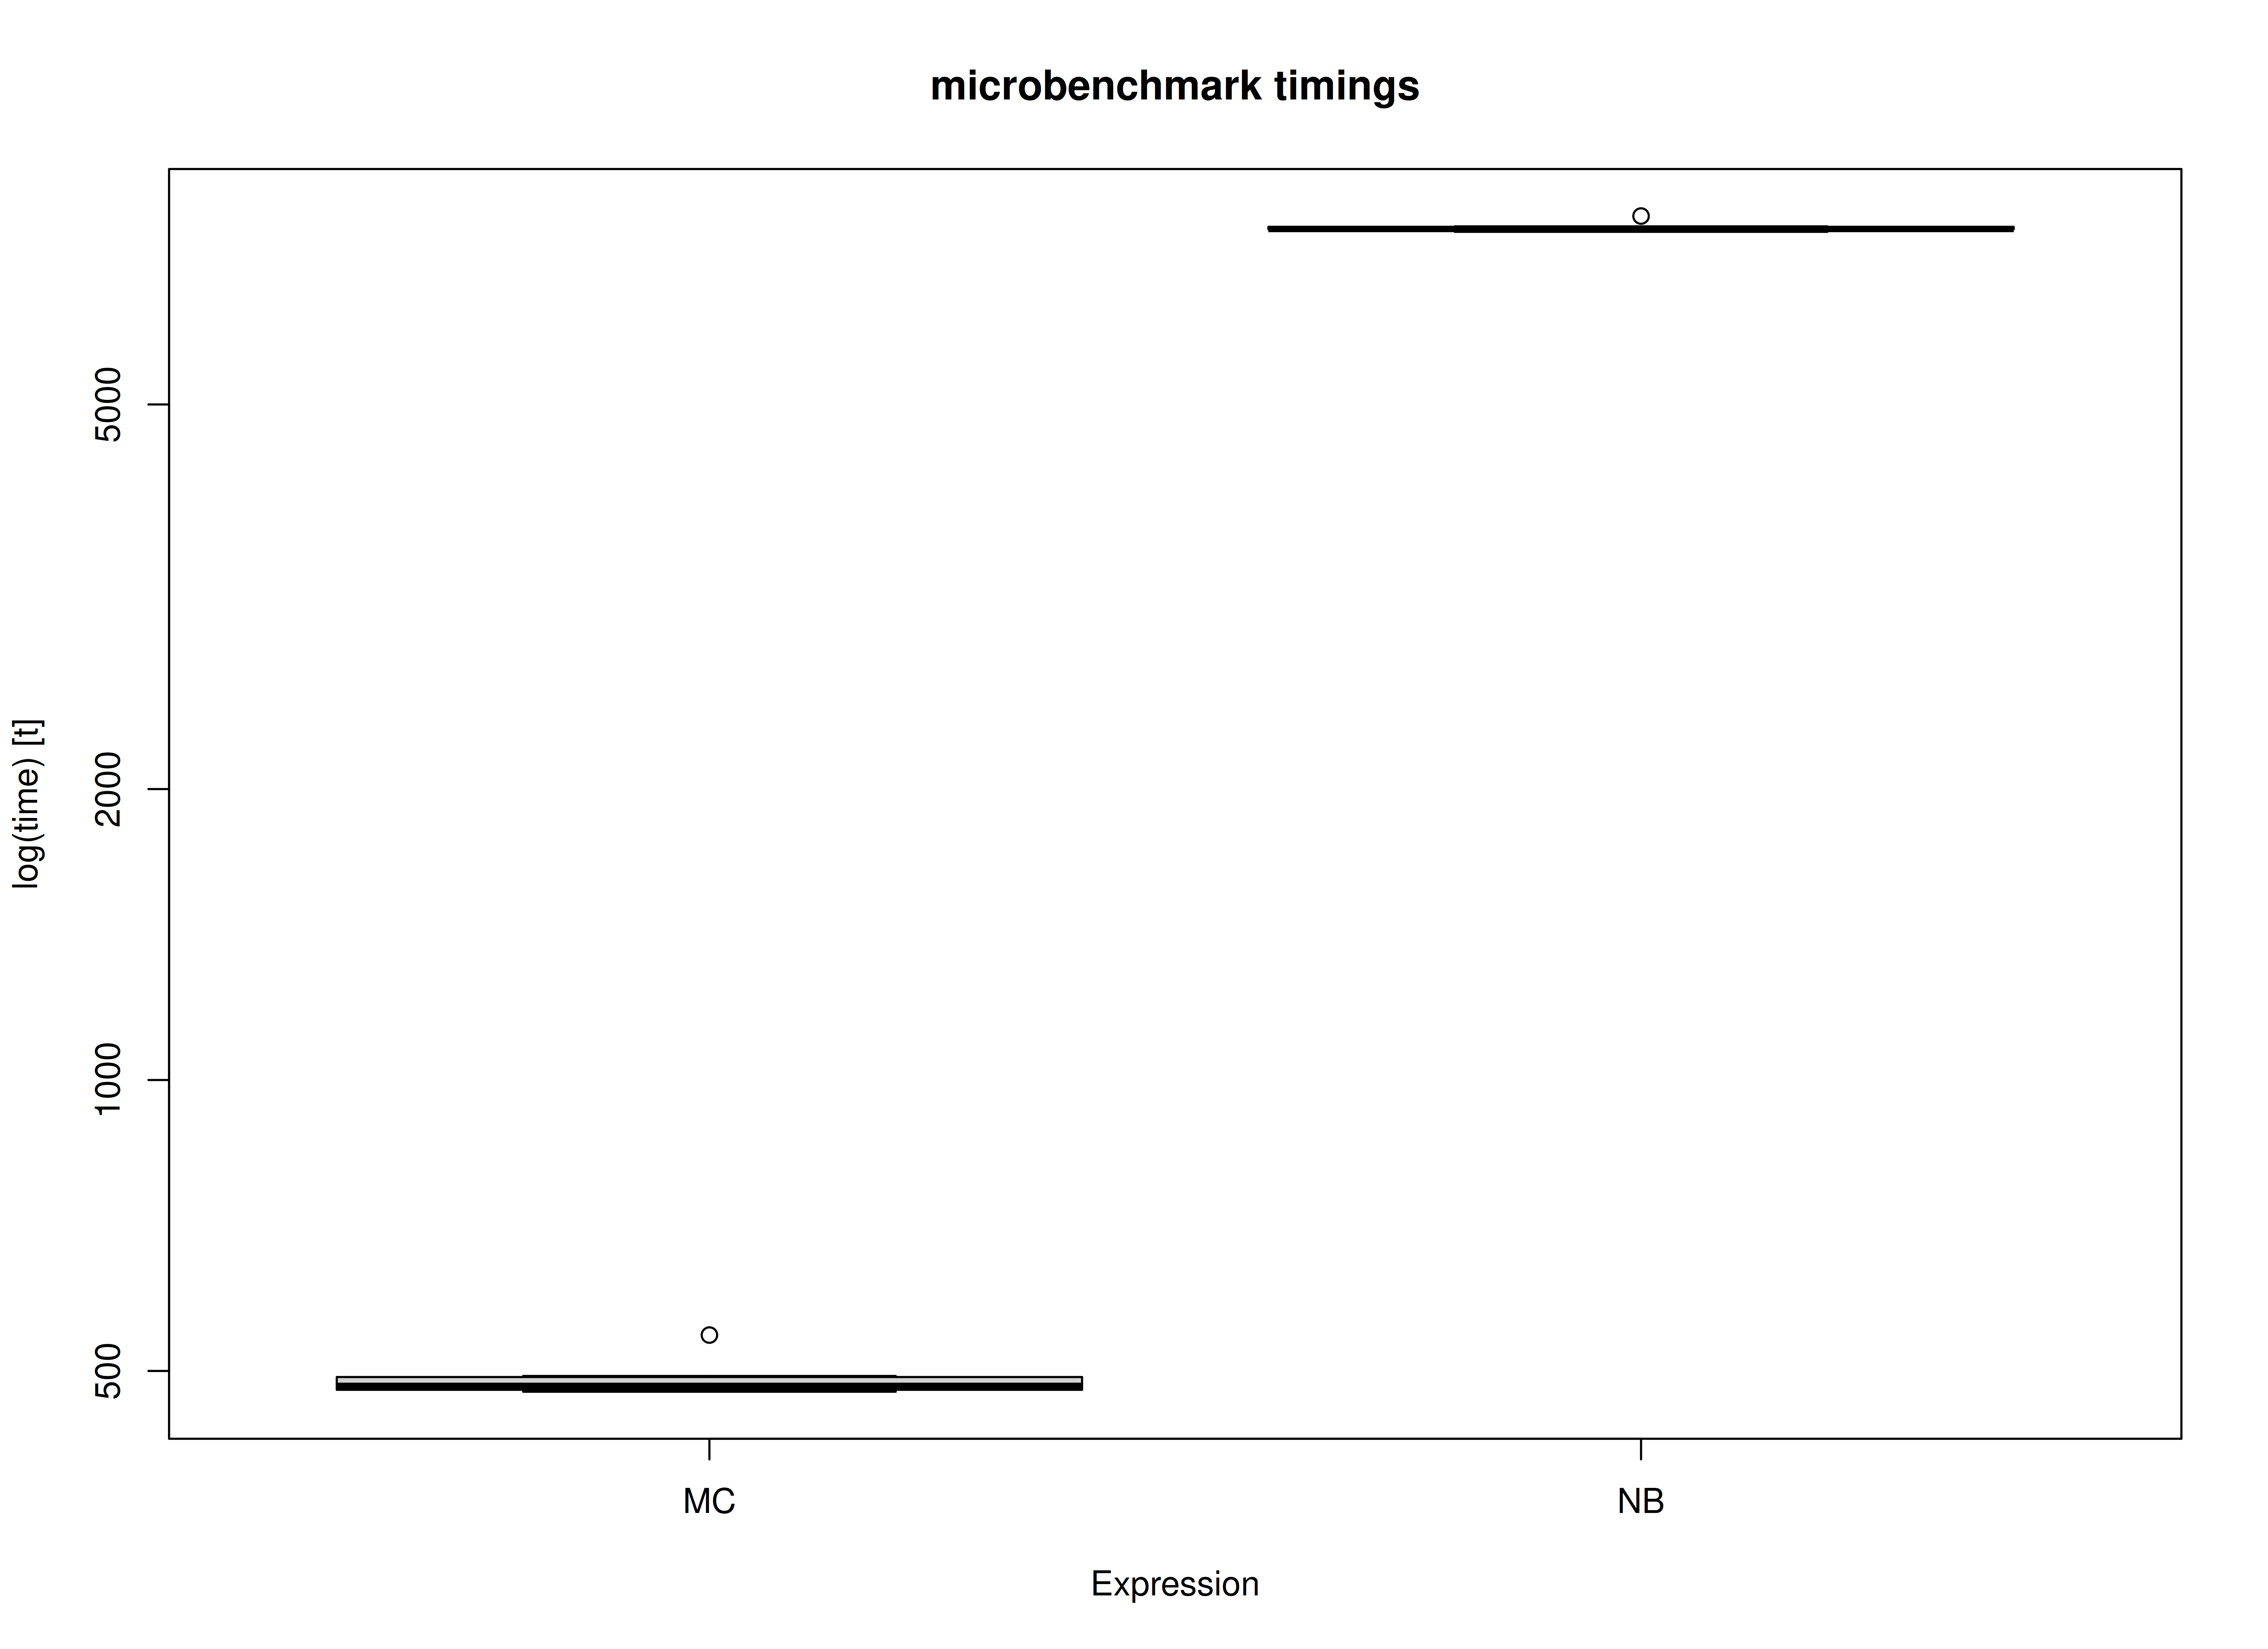 microbenchmark timings
log(time) [t]
5000
2000
1000
500
MC
NB
Expression